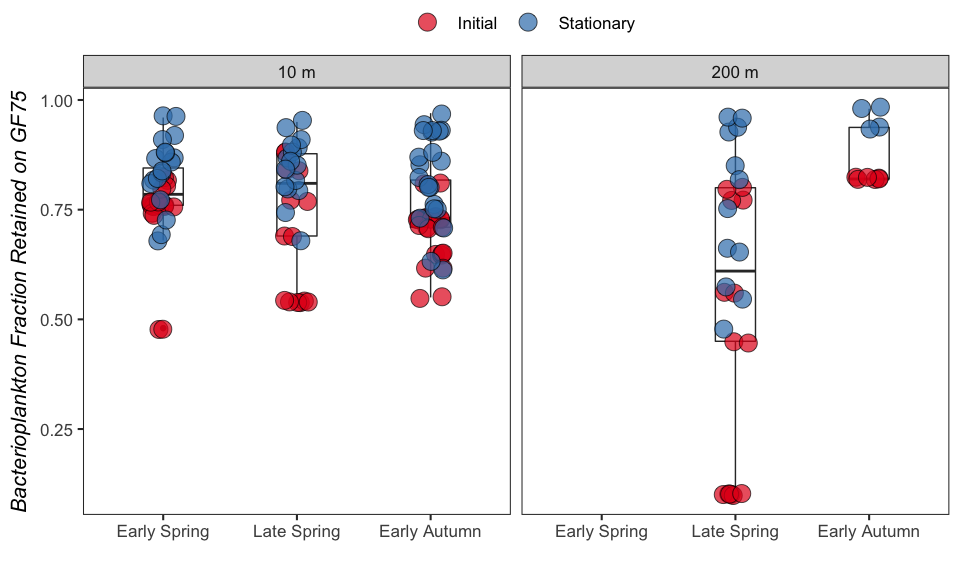 Initial Stationary
10 m 200 m
Bacterioplankton Fraction Retained on GF75
1.00
0.75
0.50
0.25
Early Spring Late Spring Early Autumn Early Spring Late Spring Early Autumn